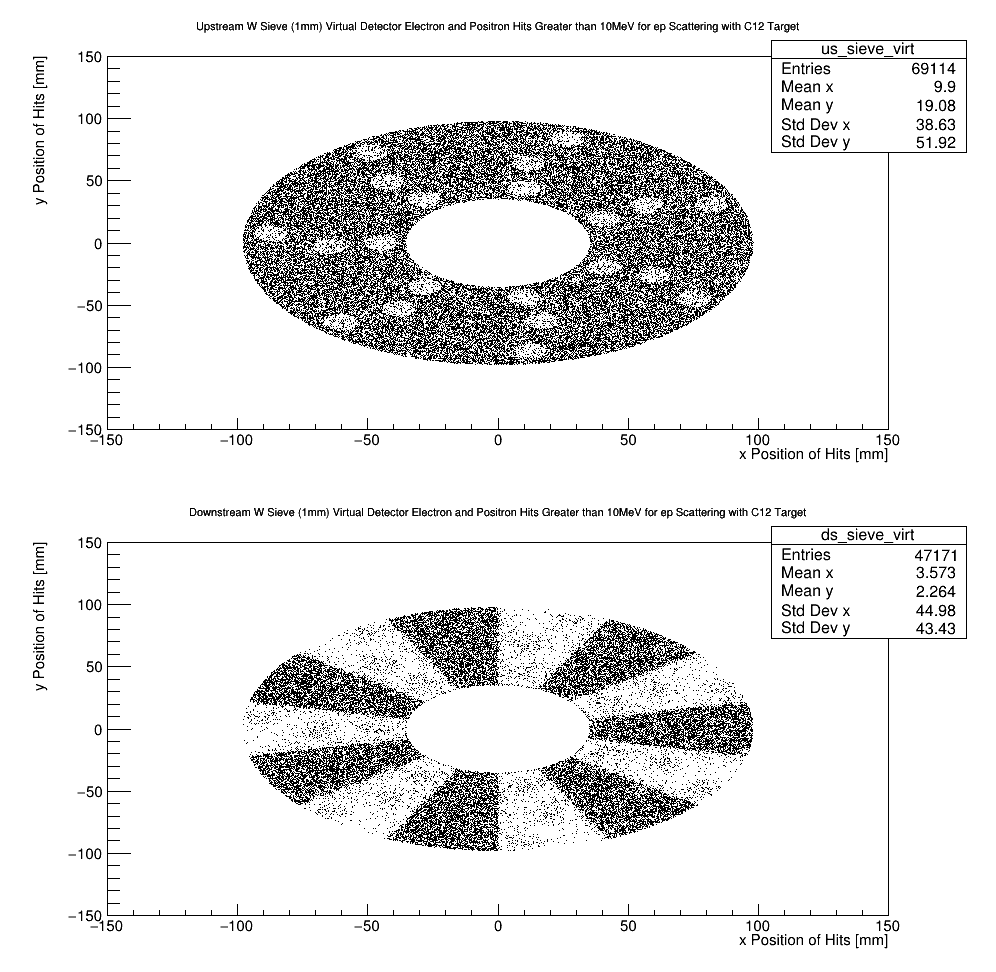 Upstream W Sieve (1mm) Virtual Detector Electron and Positron Hits Greater than 10MeV for ep Scattering with C12 Target
us_sieve_virt
Entries 69114
Mean x 9.9
Mean y 19.08
Std Dev x 38.63
Std Dev y 51.92
y Position of Hits [mm]
150
100
50
0
−50
−100
−150
−150 −100 −50 0 50 100 150
x Position of Hits [mm]
Downstream W Sieve (1mm) Virtual Detector Electron and Positron Hits Greater than 10MeV for ep Scattering with C12 Target
ds_sieve_virt
Entries 47171
Mean x 3.573
Mean y 2.264
Std Dev x 44.98
Std Dev y 43.43
y Position of Hits [mm]
150
100
50
0
−50
−100
−150
−150 −100 −50 0 50 100 150
x Position of Hits [mm]